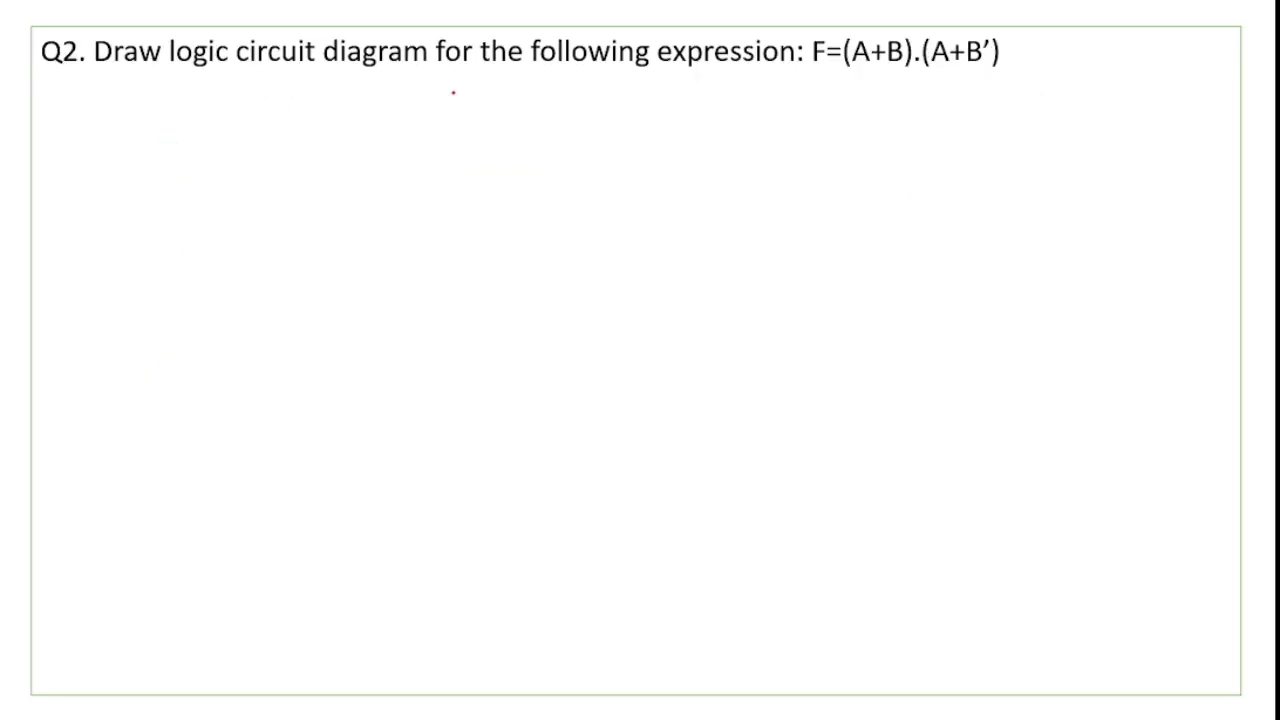 Q2. Draw logic circuit diagram for the following expression: F=(A+B).(A+B’)